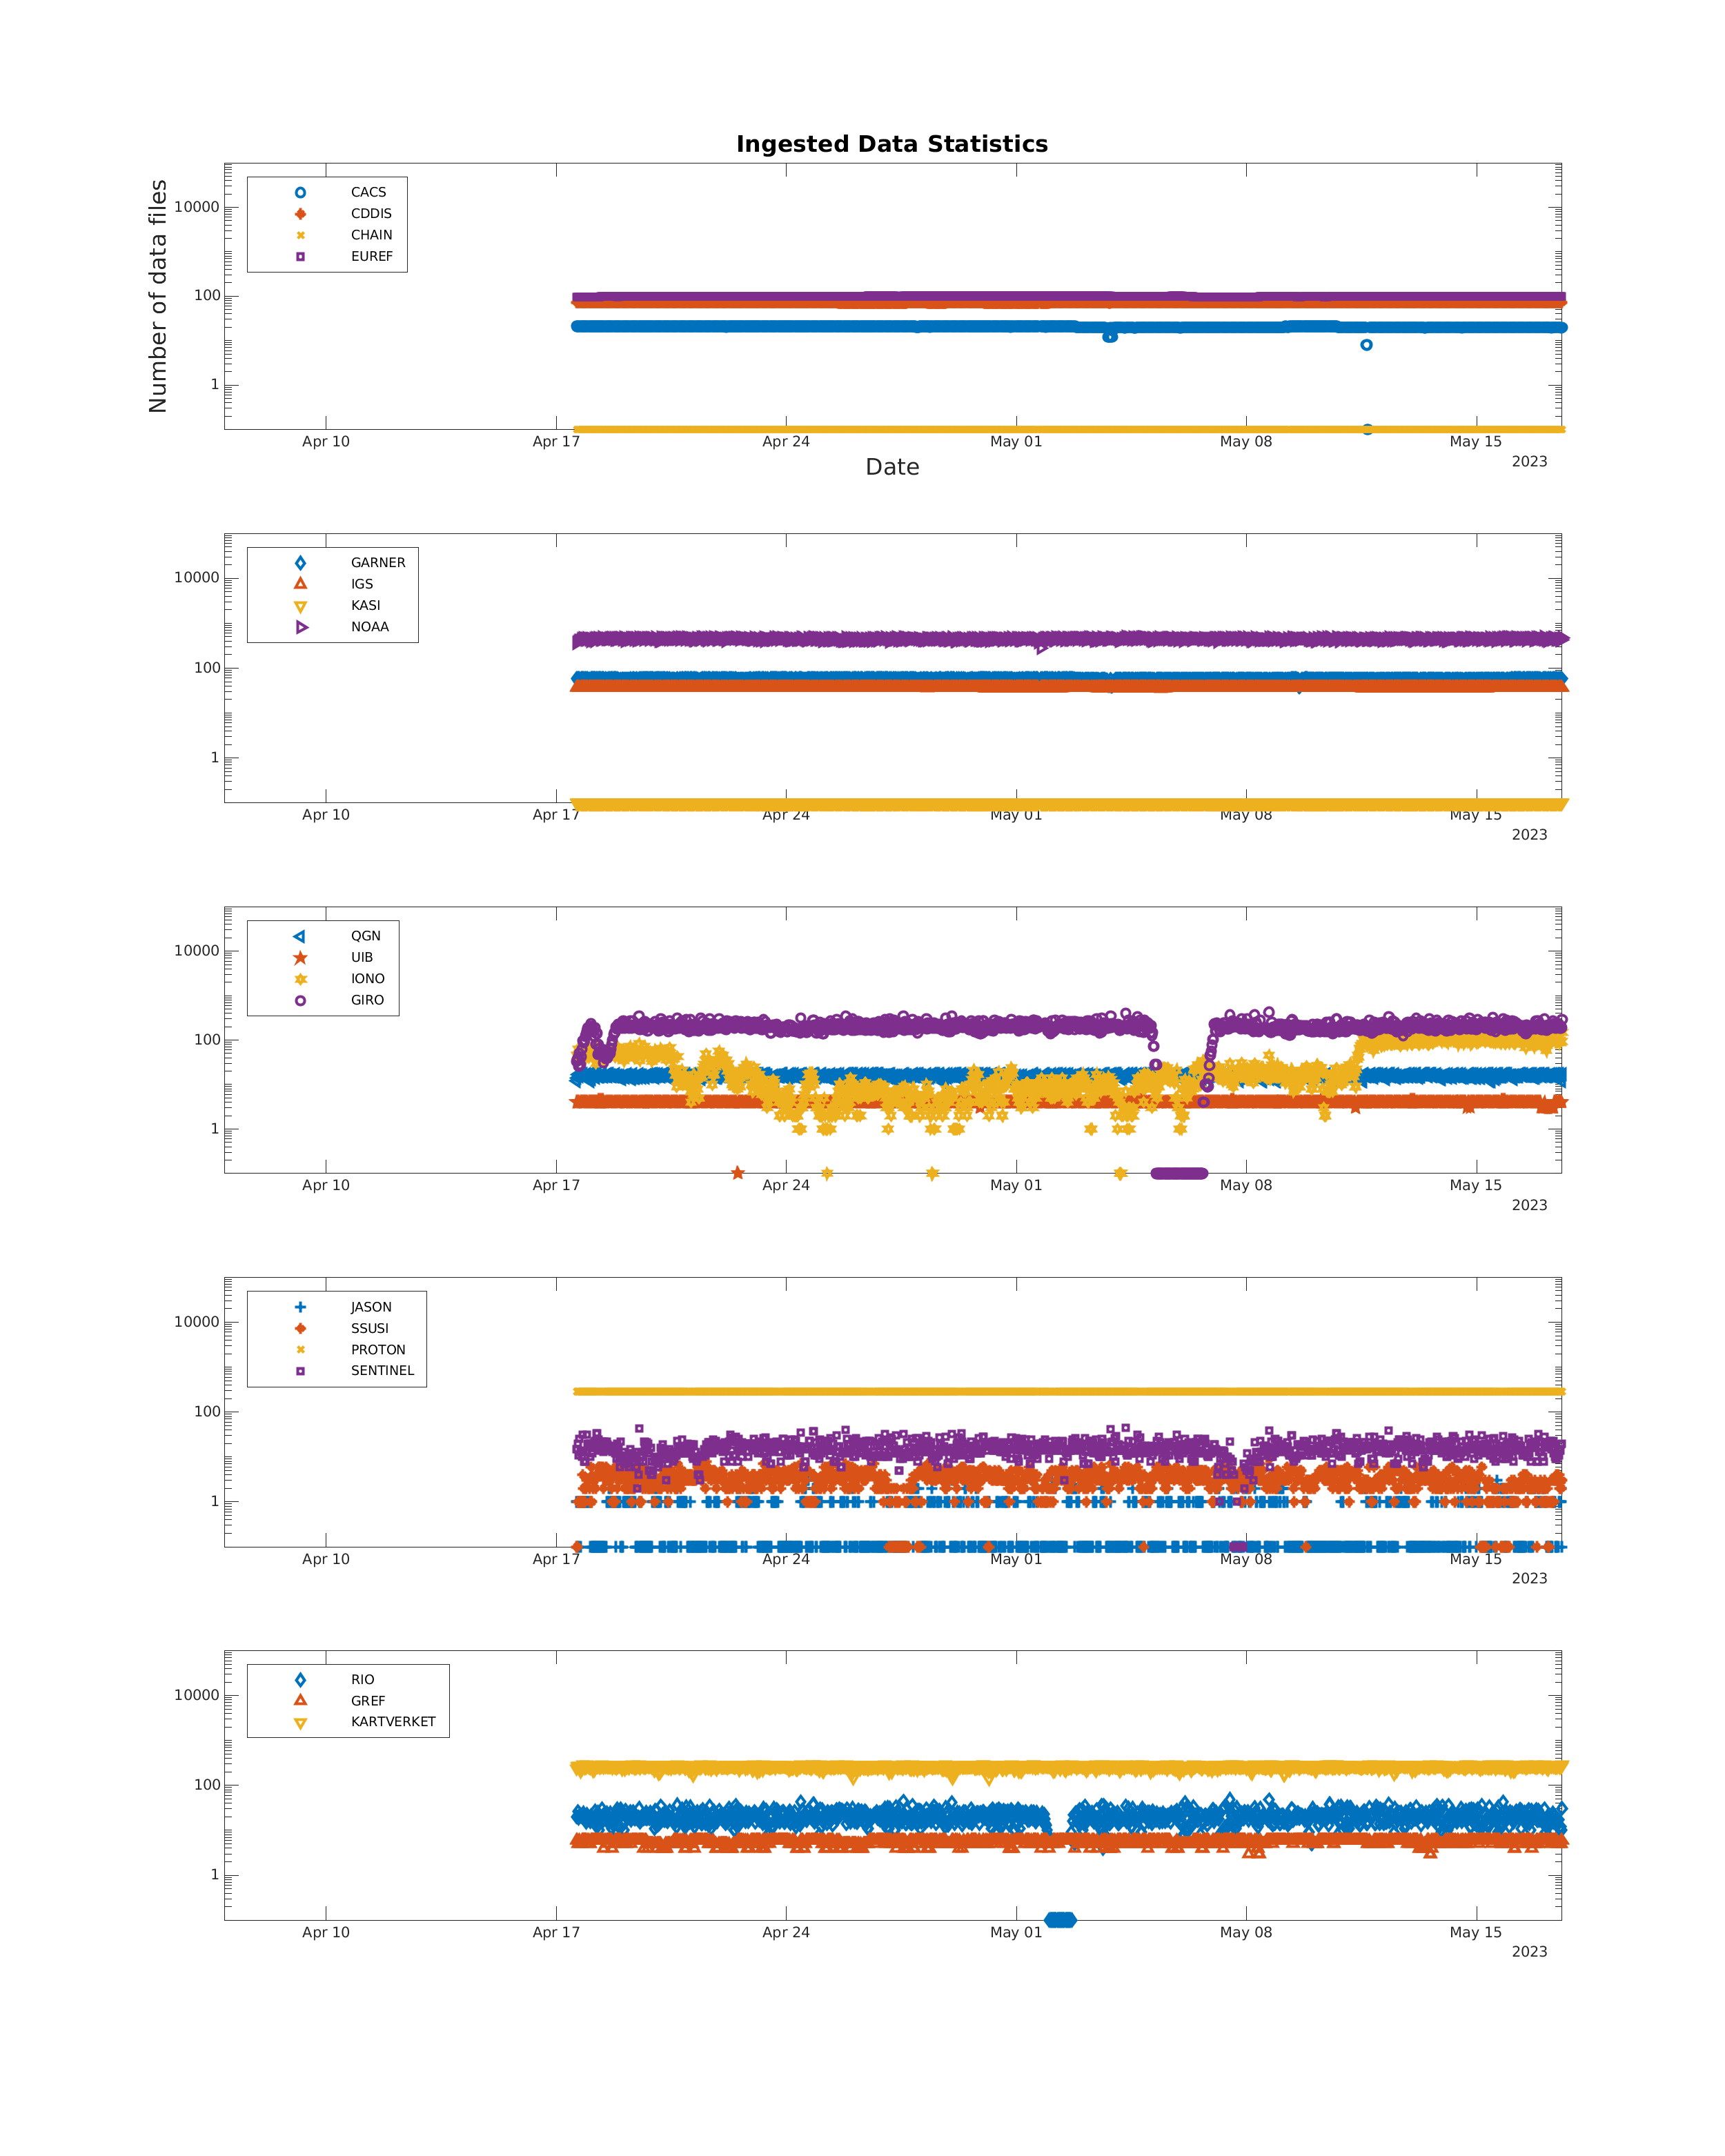 Ingested Data Statistics
Number of data files
CACS
CDDIS
CHAIN
EUREF
10000
100
1
Apr 10 Apr 17 Apr 24 May 01 May 08 May 15
2023
Date
GARNER
IGS
KASI
NOAA
10000
100
1
Apr 10 Apr 17 Apr 24 May 01 May 08 May 15
2023
QGN
UIB
IONO
GIRO
10000
100
1
Apr 10 Apr 17 Apr 24 May 01 May 08 May 15
2023
JASON
SSUSI
PROTON
SENTINEL
10000
100
1
Apr 10 Apr 17 Apr 24 May 01 May 08 May 15
2023
RIO
GREF
KARTVERKET
10000
100
1
Apr 10 Apr 17 Apr 24 May 01 May 08 May 15
2023